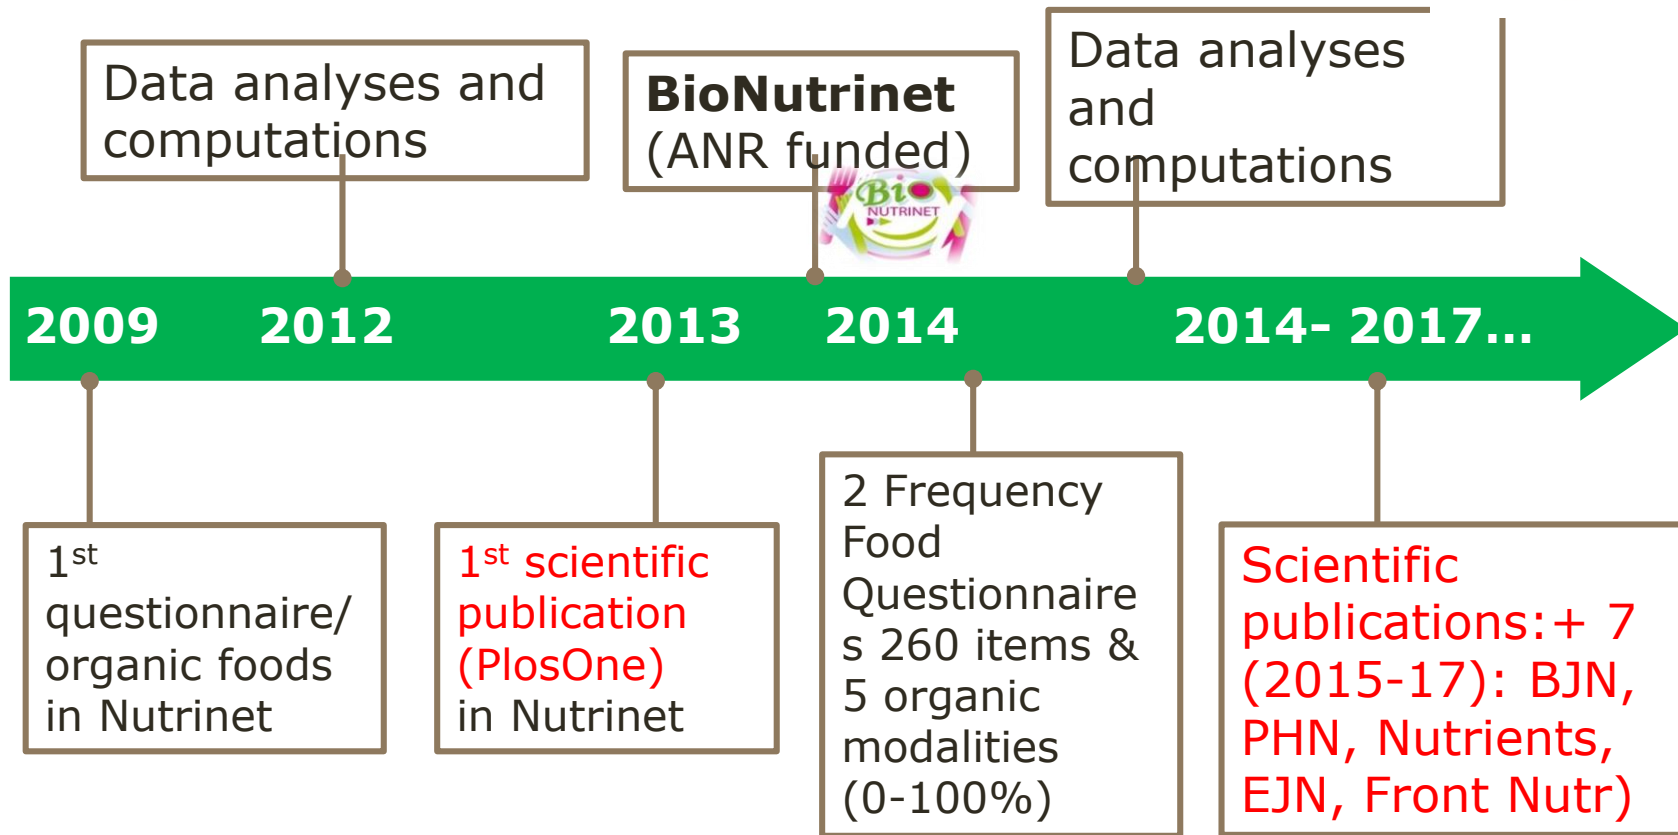 Data analyses and
computations
BioNutrinet
(ANR funded)
Bio
NUTRINET
Data analyses
and
computations
2009
2012
2013
2014
2014- 2017...
1st
questionnaire/
organic foods
in Nutrinet
1st scientific
publication
(PlosOne)
in Nutrinet
2 Frequency
Food
Questionnaire
s 260 items &
5 organic
modalities
(0-100%)
Scientific
publications:+ 7
(2015-17): BJN,
PHN, Nutrients,
EJN, Front Nutr)